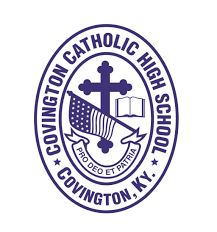 COVINGTON CATHOLIC HIGH SCHOOL
PRO DEO ET PATRIA
COVINGTON, KY.